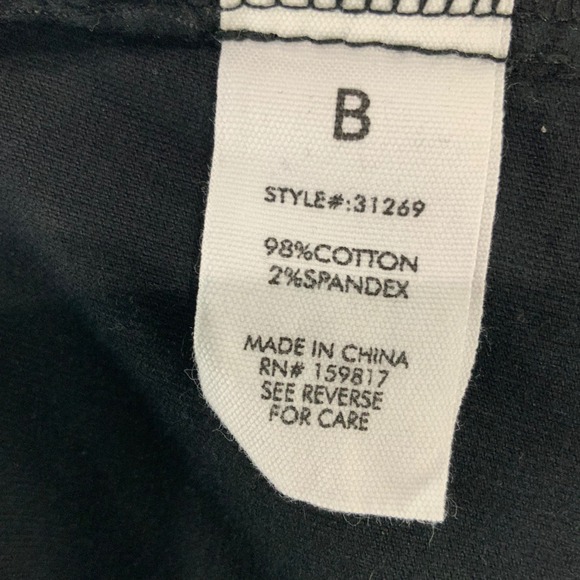 B
STYLE#:31269
98%COTTON
2%SPANDEX
MADE IN CHINA
RN# 159817
SEE REVERSE
FOR CARE